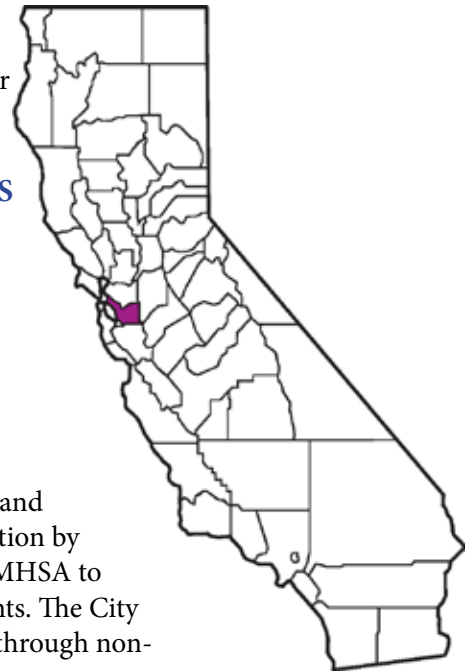 r
s
and
tion by
MHSA to
nts. The City
through non-